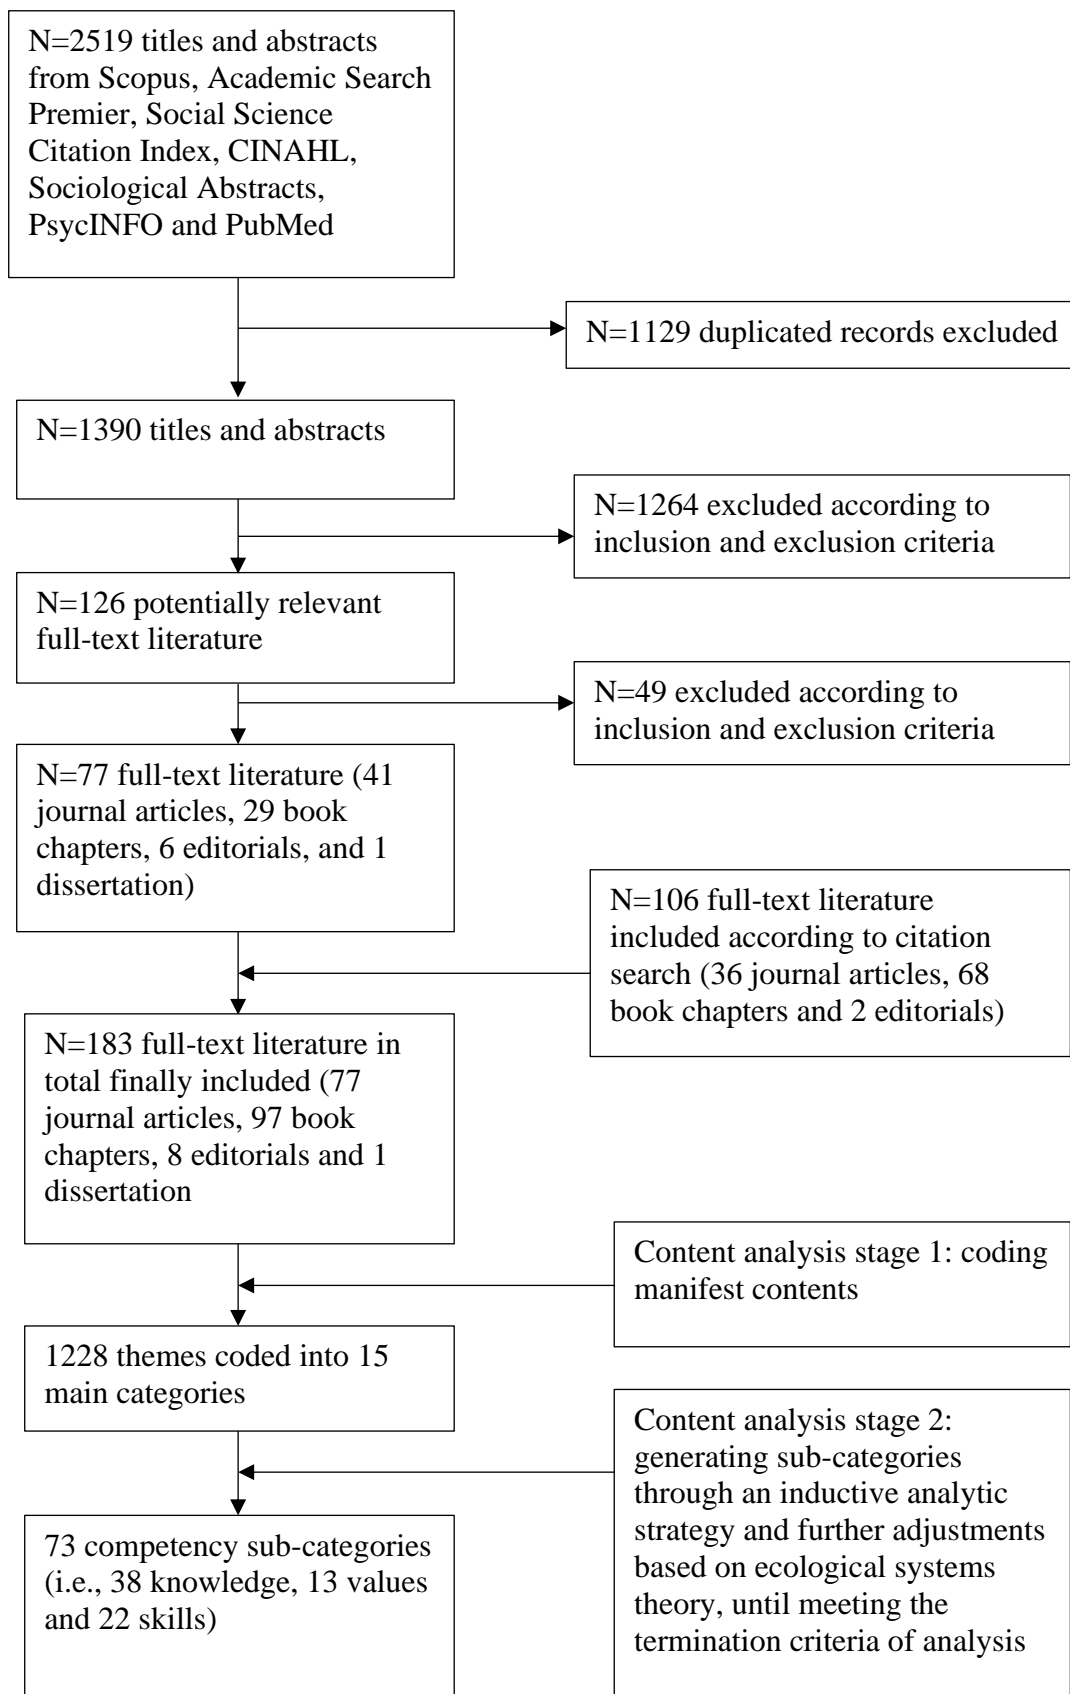 N=2519 titles and abstracts
from Scopus, Academic Search
Premier, Social Science
Citation Index, CINAHL,
Sociological Abstracts,
PsycINFO and PubMed
N=1129 duplicated records excluded
N=1390 titles and abstracts
N=1264 excluded according to
inclusion and exclusion criteria
N=126 potentially relevant
full-text literature
N=49 excluded according to
inclusion and exclusion criteria
N=77 full-text literature (41
journal articles, 29 book
chapters, 6 editorials, and 1
dissertation)
N=106 full-text literature
included according to citation
search (36 journal articles, 68
book chapters and 2 editorials)
N=183 full-text literature in
total finally included (77
journal articles, 97 book
chapters, 8 editorials and 1
dissertation
Content analysis stage 1: coding
manifest contents
1228 themes coded into 15
main categories
Content analysis stage 2:
generating sub-categories
through an inductive analytic
strategy and further adjustments
based on ecological systems
theory, until meeting the
termination criteria of analysis
73 competency sub-categories
(i.e., 38 knowledge, 13 values
and 22 skills)